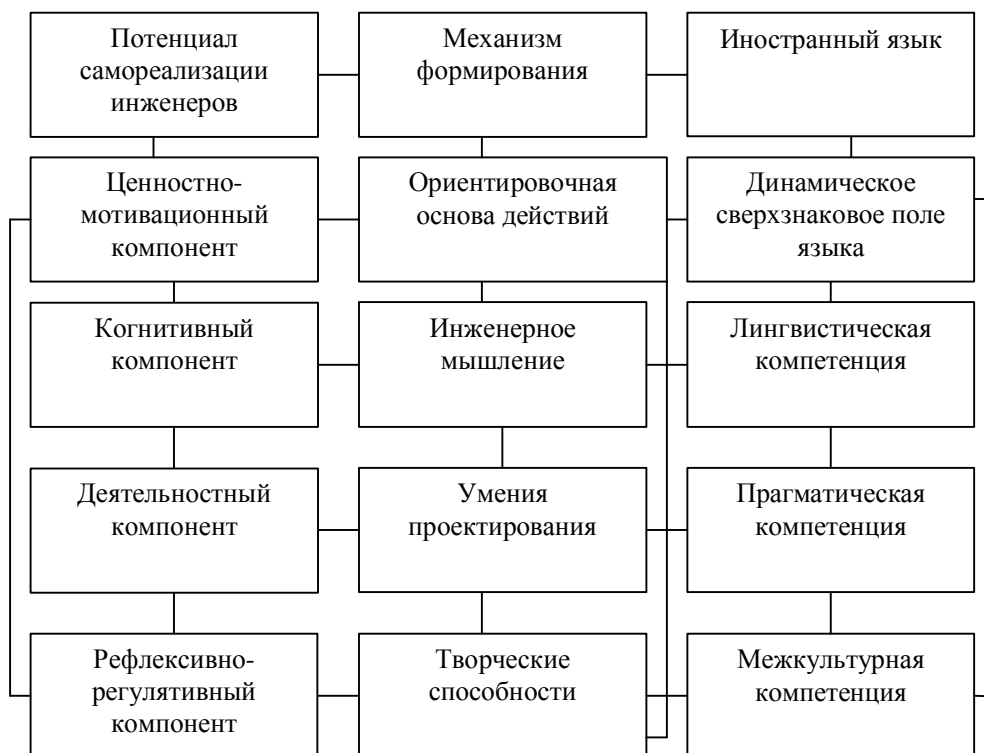 Потенциал
самореализации
инженеров
Механизм
формирования
Иностранный язык
Ценностно-
мотивационный
компонент
Ориентировочная
основа действий
Динамическое
сверхзнаковое поле
языка
Когнитивный
компонент
Инженерное
мышление
Лингвистическая
компетенция
Деятельностный
компонент
Умения
проектирования
Прагматическая
компетенция
Рефлексивно-
регулятивный
компонент
Творческие
способности
Межкультурная
компетенция